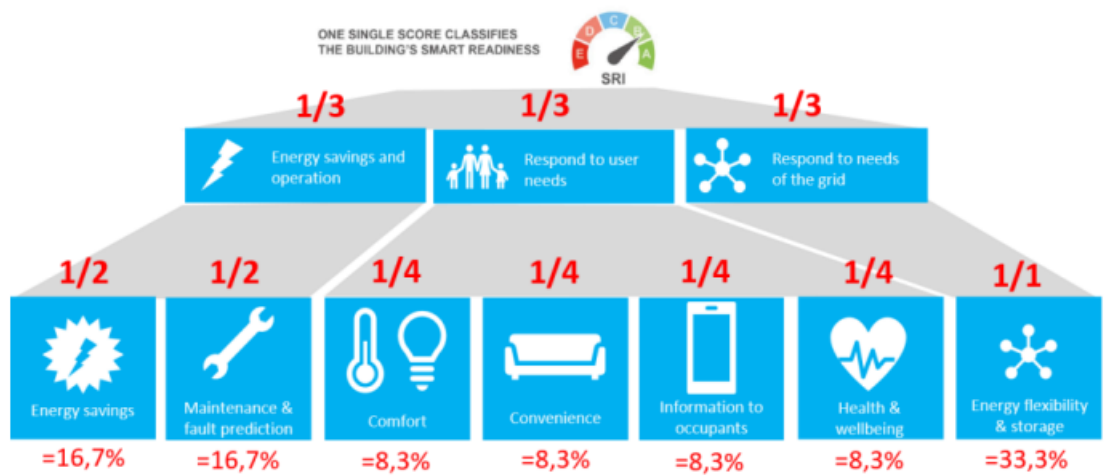 ONE SINGLE SCORE CLASSIFIES
THE BUILDING'S SMART READINESS
E
D
C
B
A
SRI
1/3
1/3
1/3
Energy savings and
operation
Respond to user
needs
Respond to needs
of the grid
1/2
1/2
1/4
1/4
1/4
1/4
1/1
Energy savings
Maintenance &
fault prediction
Comfort
Convenience
Information to
occupants
Health &
wellbeing
Energy flexibility
& storage
=16,7%
=16,7%
=8,3%
=8,3%
=8,3%
=8,3%
=33,3%